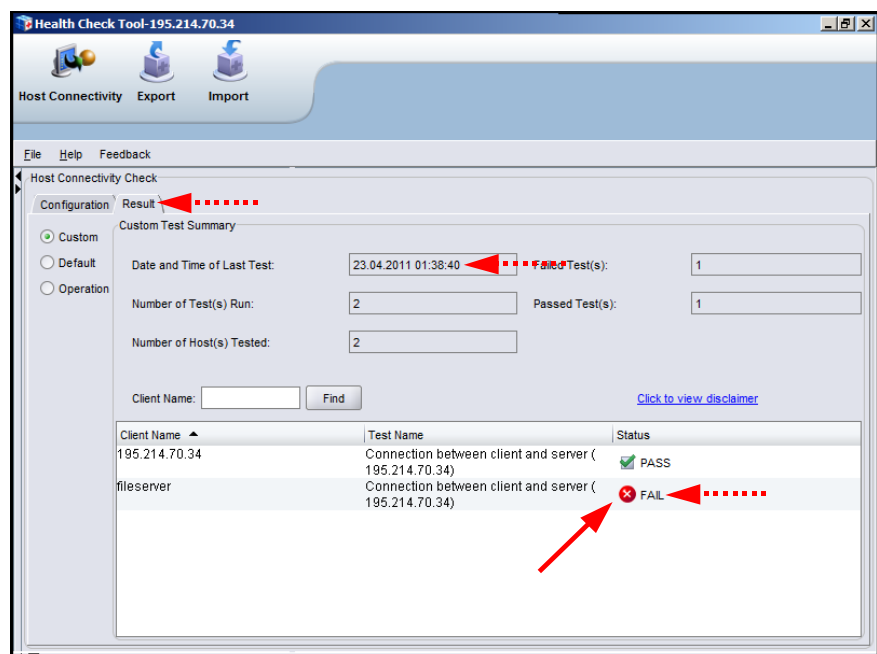 Health Check Tool-195.214.70.34
Host Connectivity Export Import
File Help Feedback
Host Connectivity Check
Configuration Result
Custom
Default
Operation
Custom Test Summary
Date and Time of Last Test: 23.04.2011 01:38:40 Failed Test(s): 1
Number of Test(s) Run: 2 Passed Test(s): 1
Number of Host(s) Tested: 2
Client Name: Find Click to view disclaimer
Client Name Test Name Status
195.214.70.34 Connection between client and server (
195.214.70.34) PASS
fileserver Connection between client and server (
195.214.70.34) FAIL